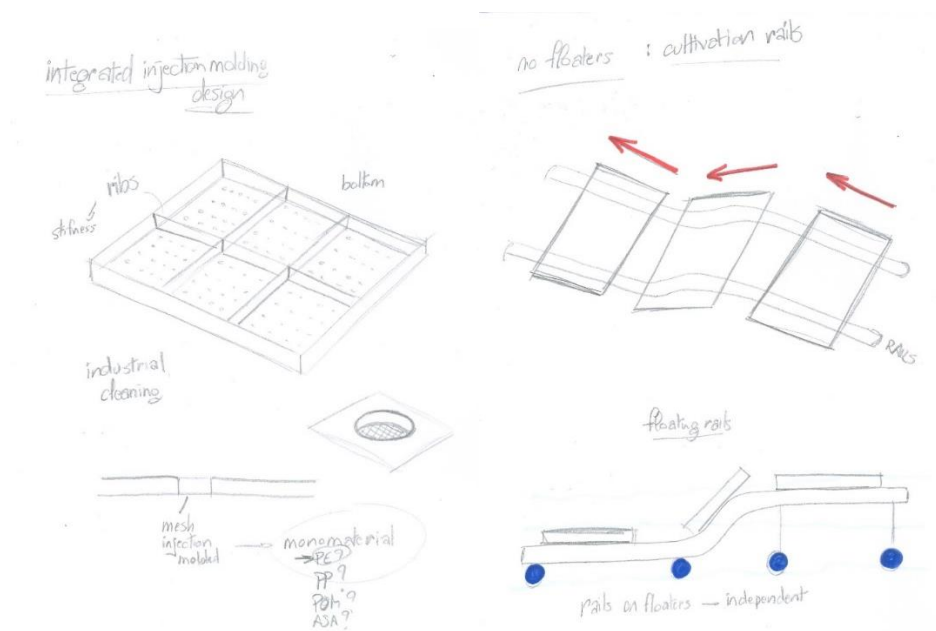 integrated injection molding
design
ribs
bottom
stifness
industrial
cleaning
mesh
injection
molded
monomaterial
PE?
PP?
POM?
ASA?
no floaters : cultivation rails
RAILS
floating rails
rails on floaters — independent